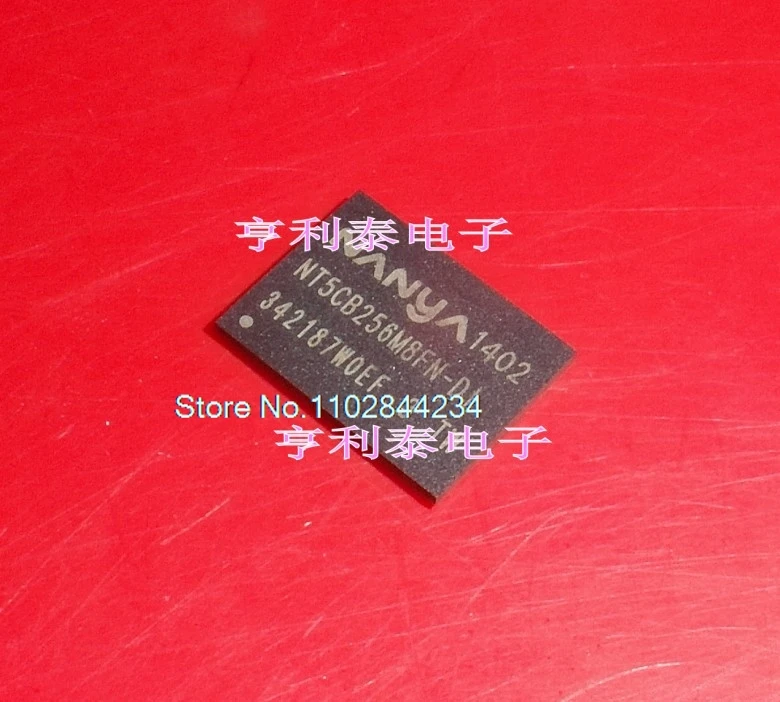 亨利泰电子
NANYA 1402
NT5CB256M8FN-DI
342187W0EF
Store No.:1102844234
亨利泰电子